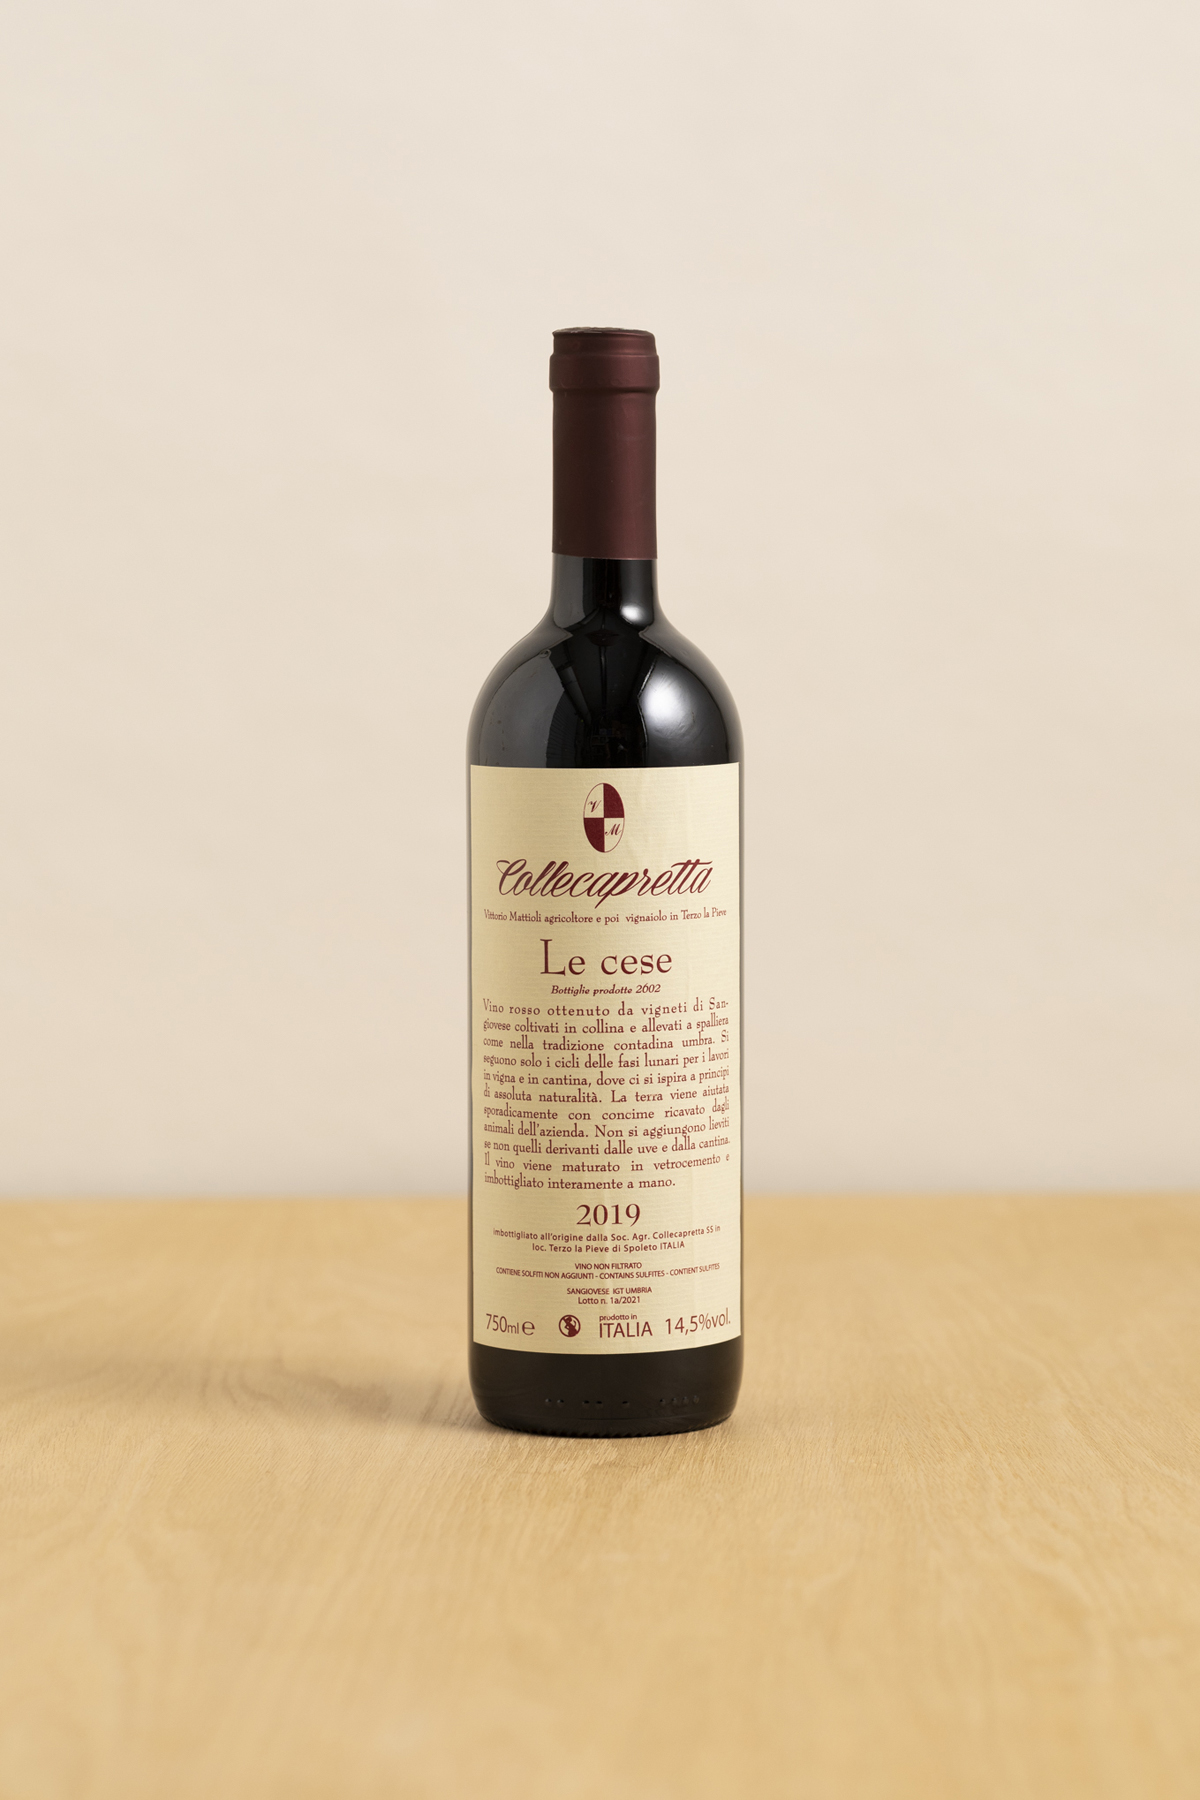 V
M
Collecapretta
Vittorio Mattioli agricoltore e poi vignaiolo in Terzo la Pieve
Le cese
Bottiglie prodotte 2602
Vino rosso ottenuto da vigneti di San-
giovese coltivati in collina e allevati a spalliera
come nella tradizione contadina umbra. Si
seguono solo i cicli delle fasi lunari per i lavori
in vigna e in cantina, dove ci si ispira a principi
di assoluta naturalità. La terra viene aiutata
sporadicamente con concime ricavato dagli
animali dell'azienda. Non si aggiungono lieviti
se non quelli derivanti dalle uve e dalla cantina.
Il vino viene maturato in vetrocemento e
imbottigliato interamente a mano.
2019
imbottigliato all'origine dalla Soc. Agr. Collecapretta SS in
loc. Terzo la Pieve di Spoleto ITALIA
VINO NON FILTRATO
CONTIENE SOLFITI NON AGGIUNTI - CONTAINS SULFITES - CONTIENT SULFITES
SANGIOVESE IGT UMBRIA
Lotto n. 1a/2021
750ml e prodotto in ITALIA 14,5%vol.